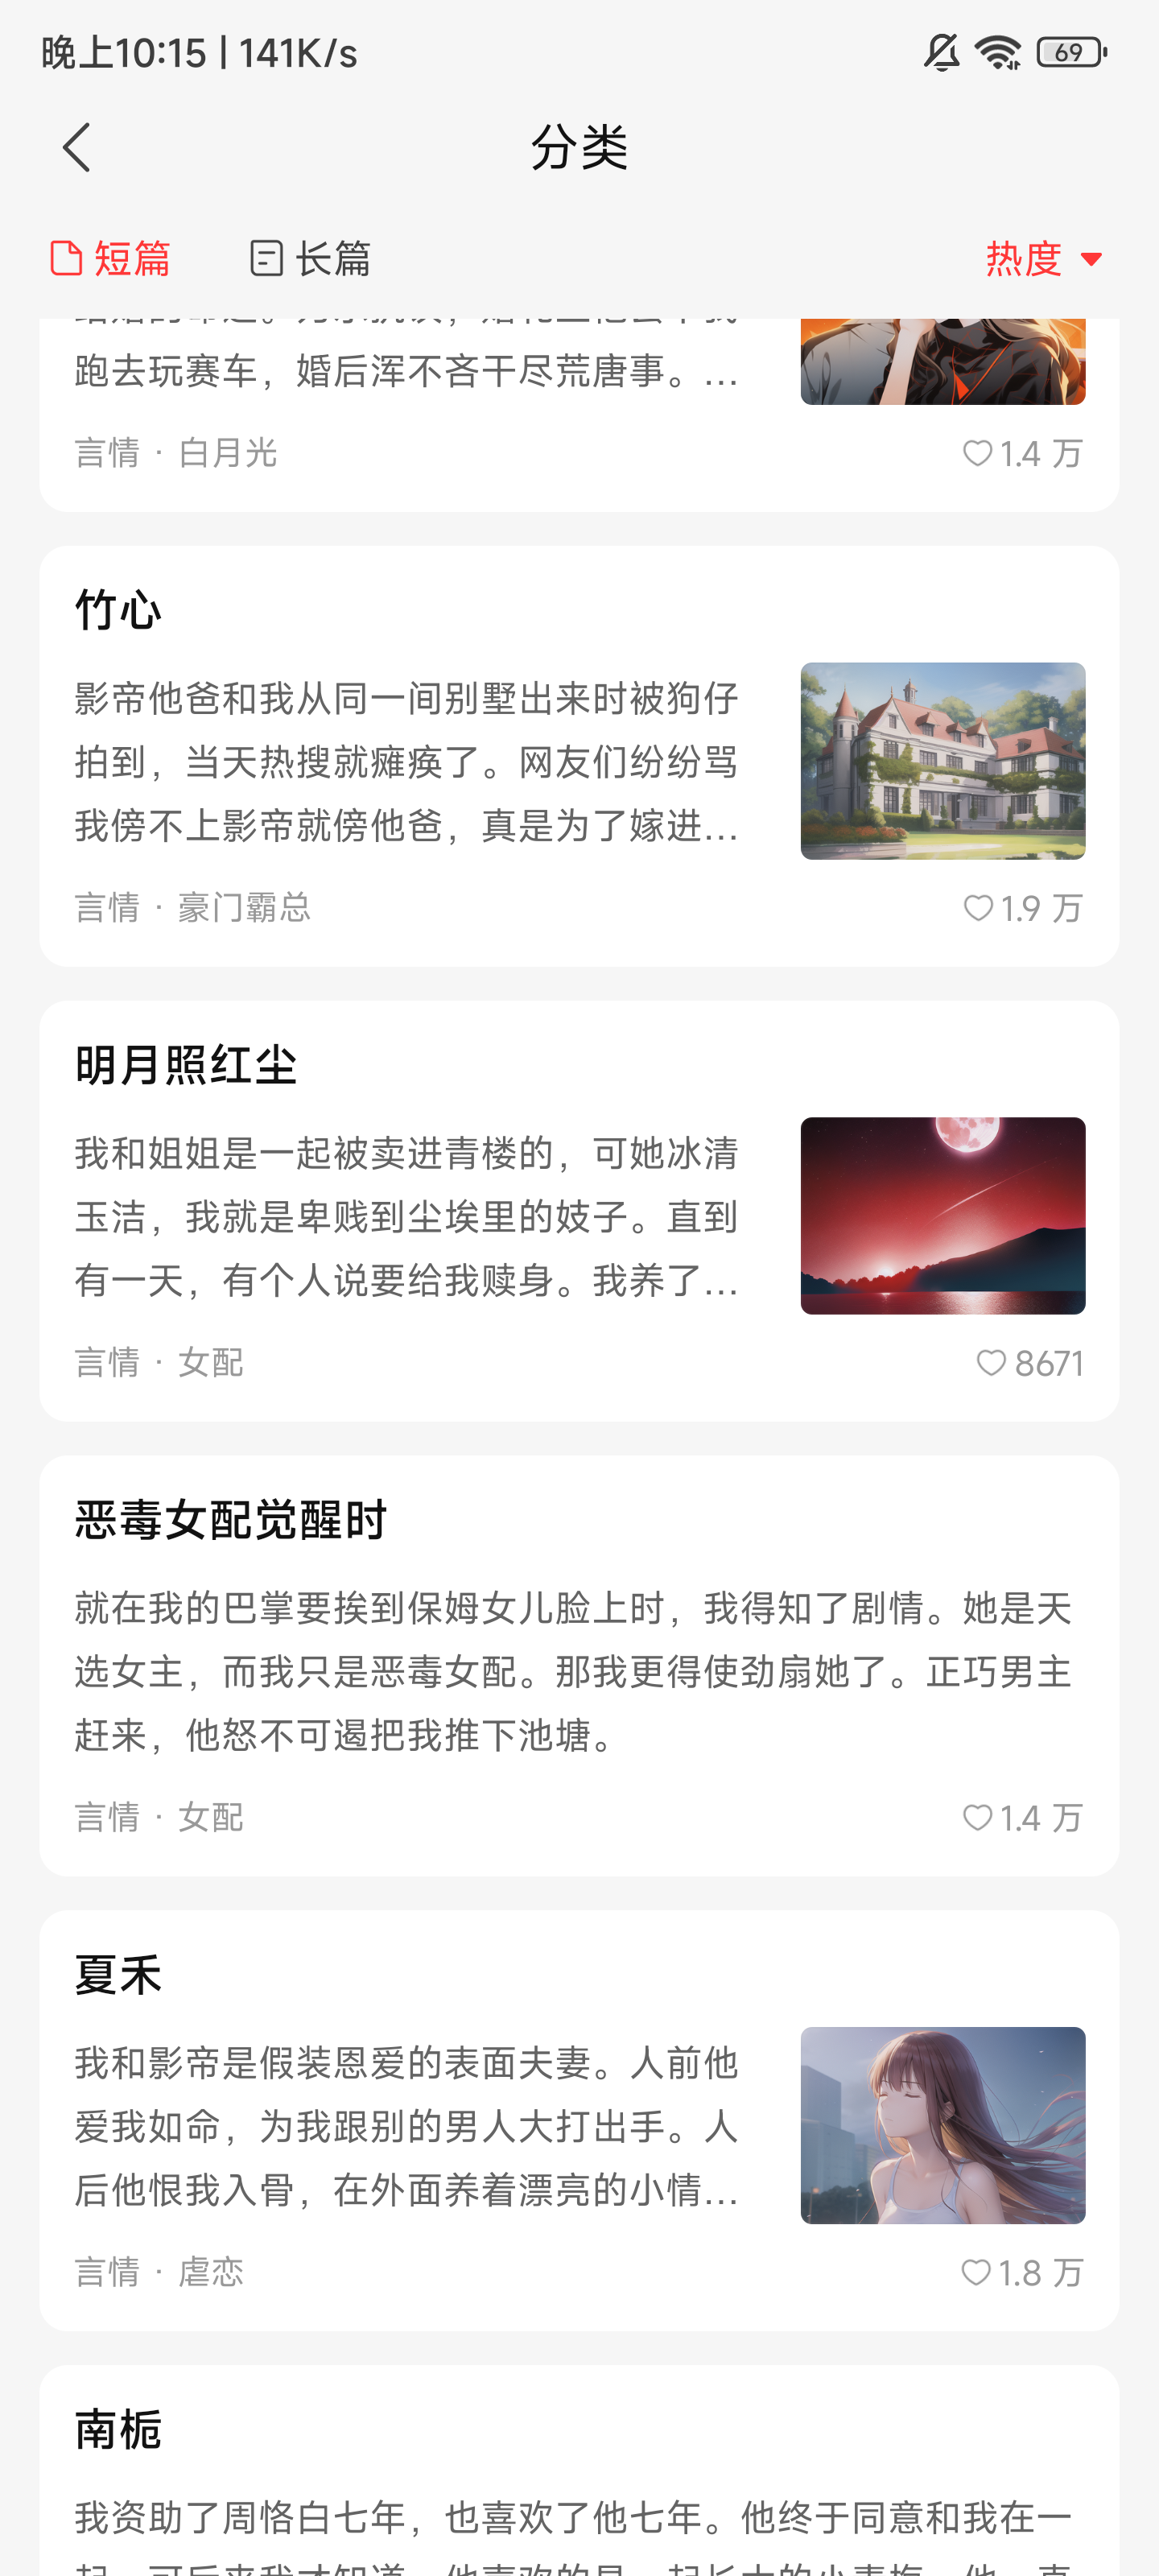 晚上10:15 | 141K/s
69
分类
短篇
长篇
热度
跑去玩赛车，婚后浑不吝干尽荒唐事。...
言情 · 白月光
1.4 万
竹心
影帝他爸和我从同一间别墅出来时被狗仔
拍到，当天热搜就瘫痪了。网友们纷纷骂
我傍不上影帝就傍他爸，真是为了嫁进...
言情 · 豪门霸总
1.9 万
明月照红尘
我和姐姐是一起被卖进青楼的，可她冰清
玉洁，我就是卑贱到尘埃里的妓子。直到
有一天，有个人说要给我赎身。我养了...
言情 · 女配
8671
恶毒女配觉醒时
就在我的巴掌要挨到保姆女儿脸上时，我得知了剧情。她是天
选女主，而我只是恶毒女配。那我更得使劲扇她了。正巧男主
赶来，他怒不可遏把我推下池塘。
言情 · 女配
1.4 万
夏禾
我和影帝是假装恩爱的表面夫妻。人前他
爱我如命，为我跟别的男人大打出手。人
后他恨我入骨，在外面养着漂亮的小情...
言情 · 虐恋
1.8 万
南栀
我资助了周恪白七年，也喜欢了他七年。他终于同意和我在一